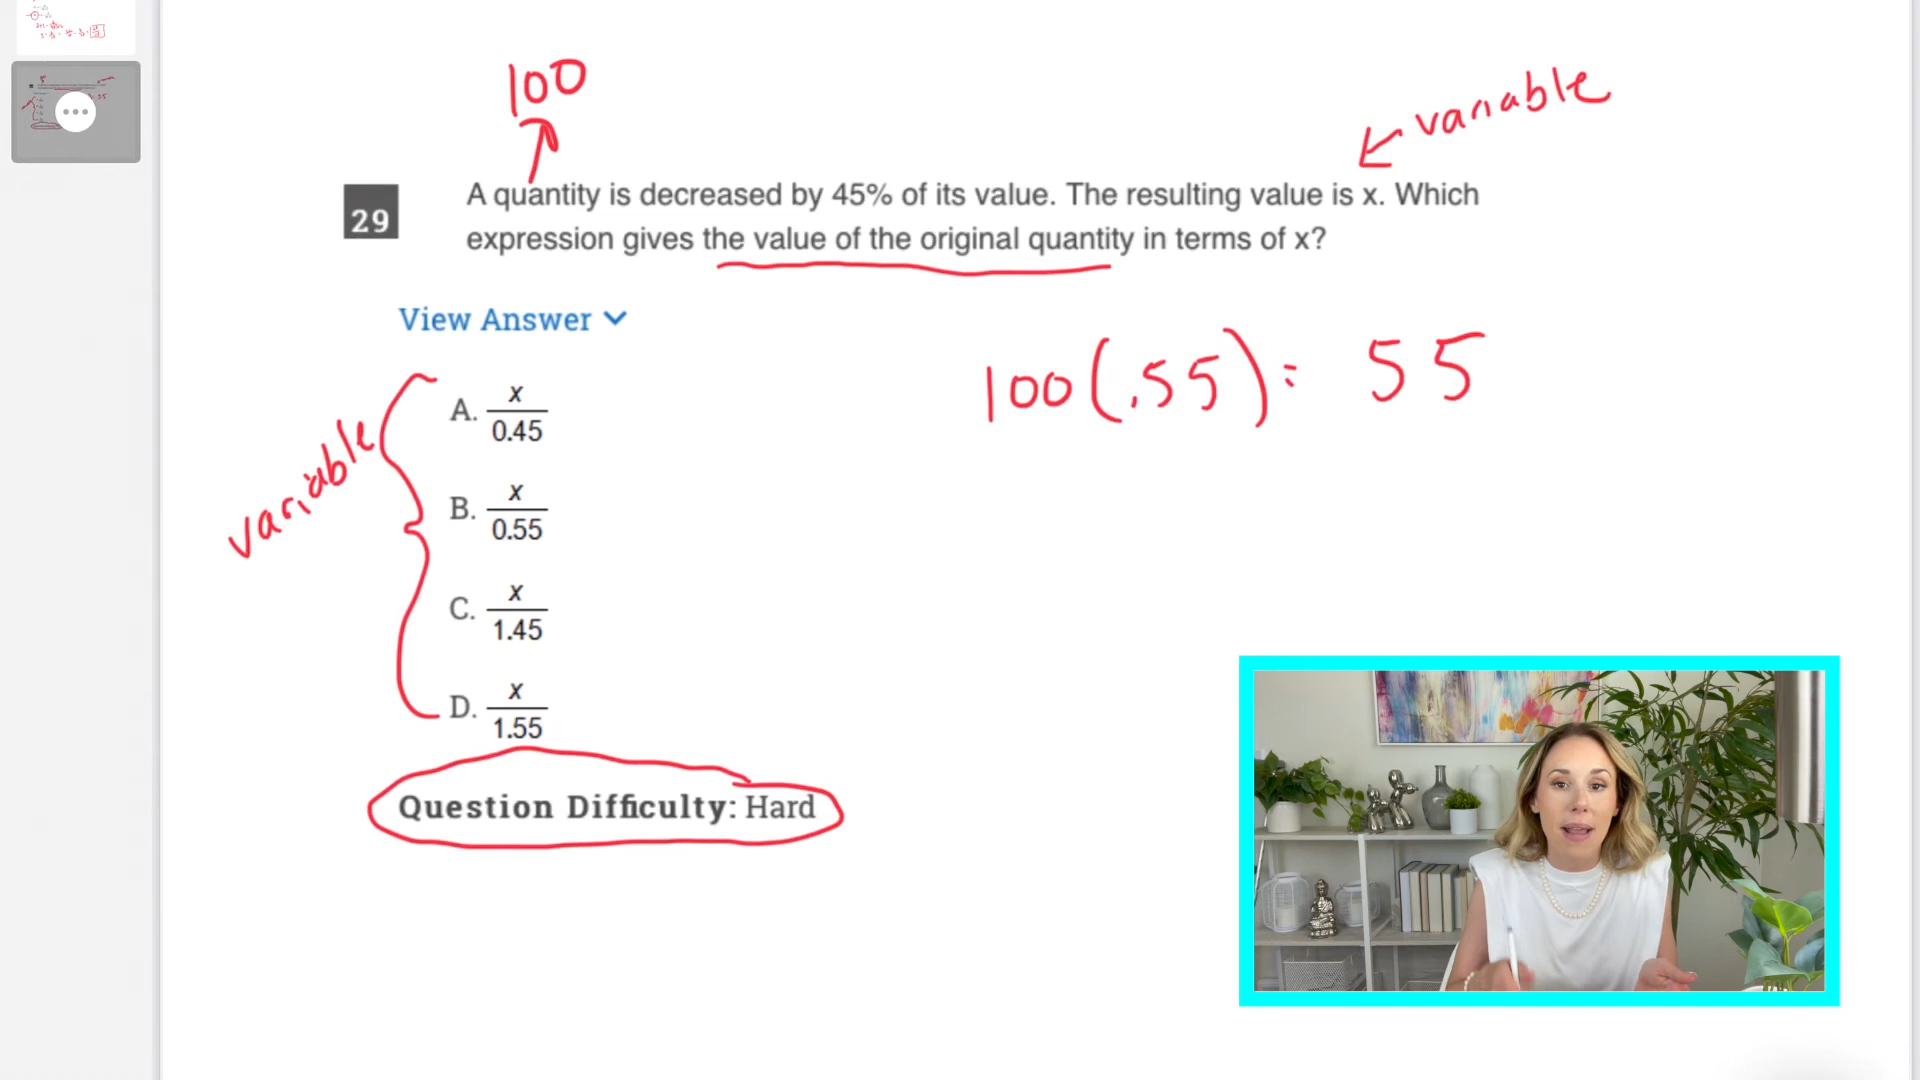 100
variable
29
A quantity is decreased by 45% of its value. The resulting value is x. Which
expression gives the value of the original quantity in terms of x?
View Answer
100(.55)= 55
variable
A. x/0.45
B. x/0.55
C. x/1.45
D. x/1.55
Question Difficulty: Hard